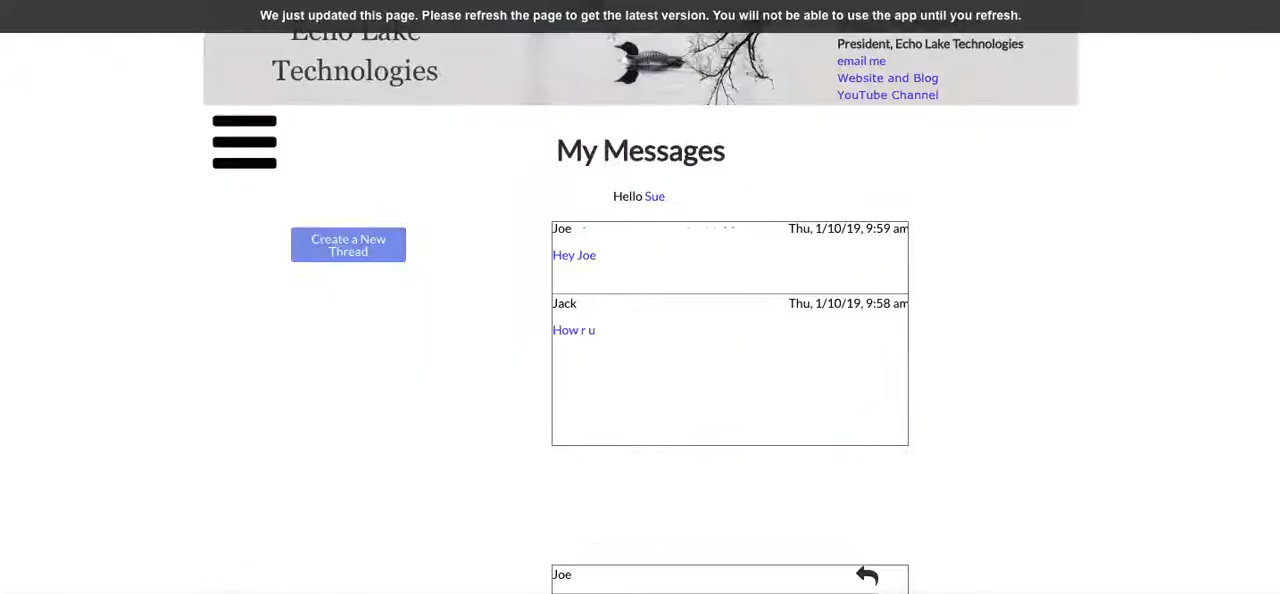 We just updated this page. Please refresh the page to get the latest version. You will not be able to use the app until you refresh.
Echo Lake
Technologies
President, Echo Lake Technologies
email me
Website and Blog
YouTube Channel
My Messages
Hello Sue
Create a New
Thread
Joe Thu, 1/10/19, 9:59 am
Hey Joe
Jack Thu, 1/10/19, 9:58 am
How r u
Joe